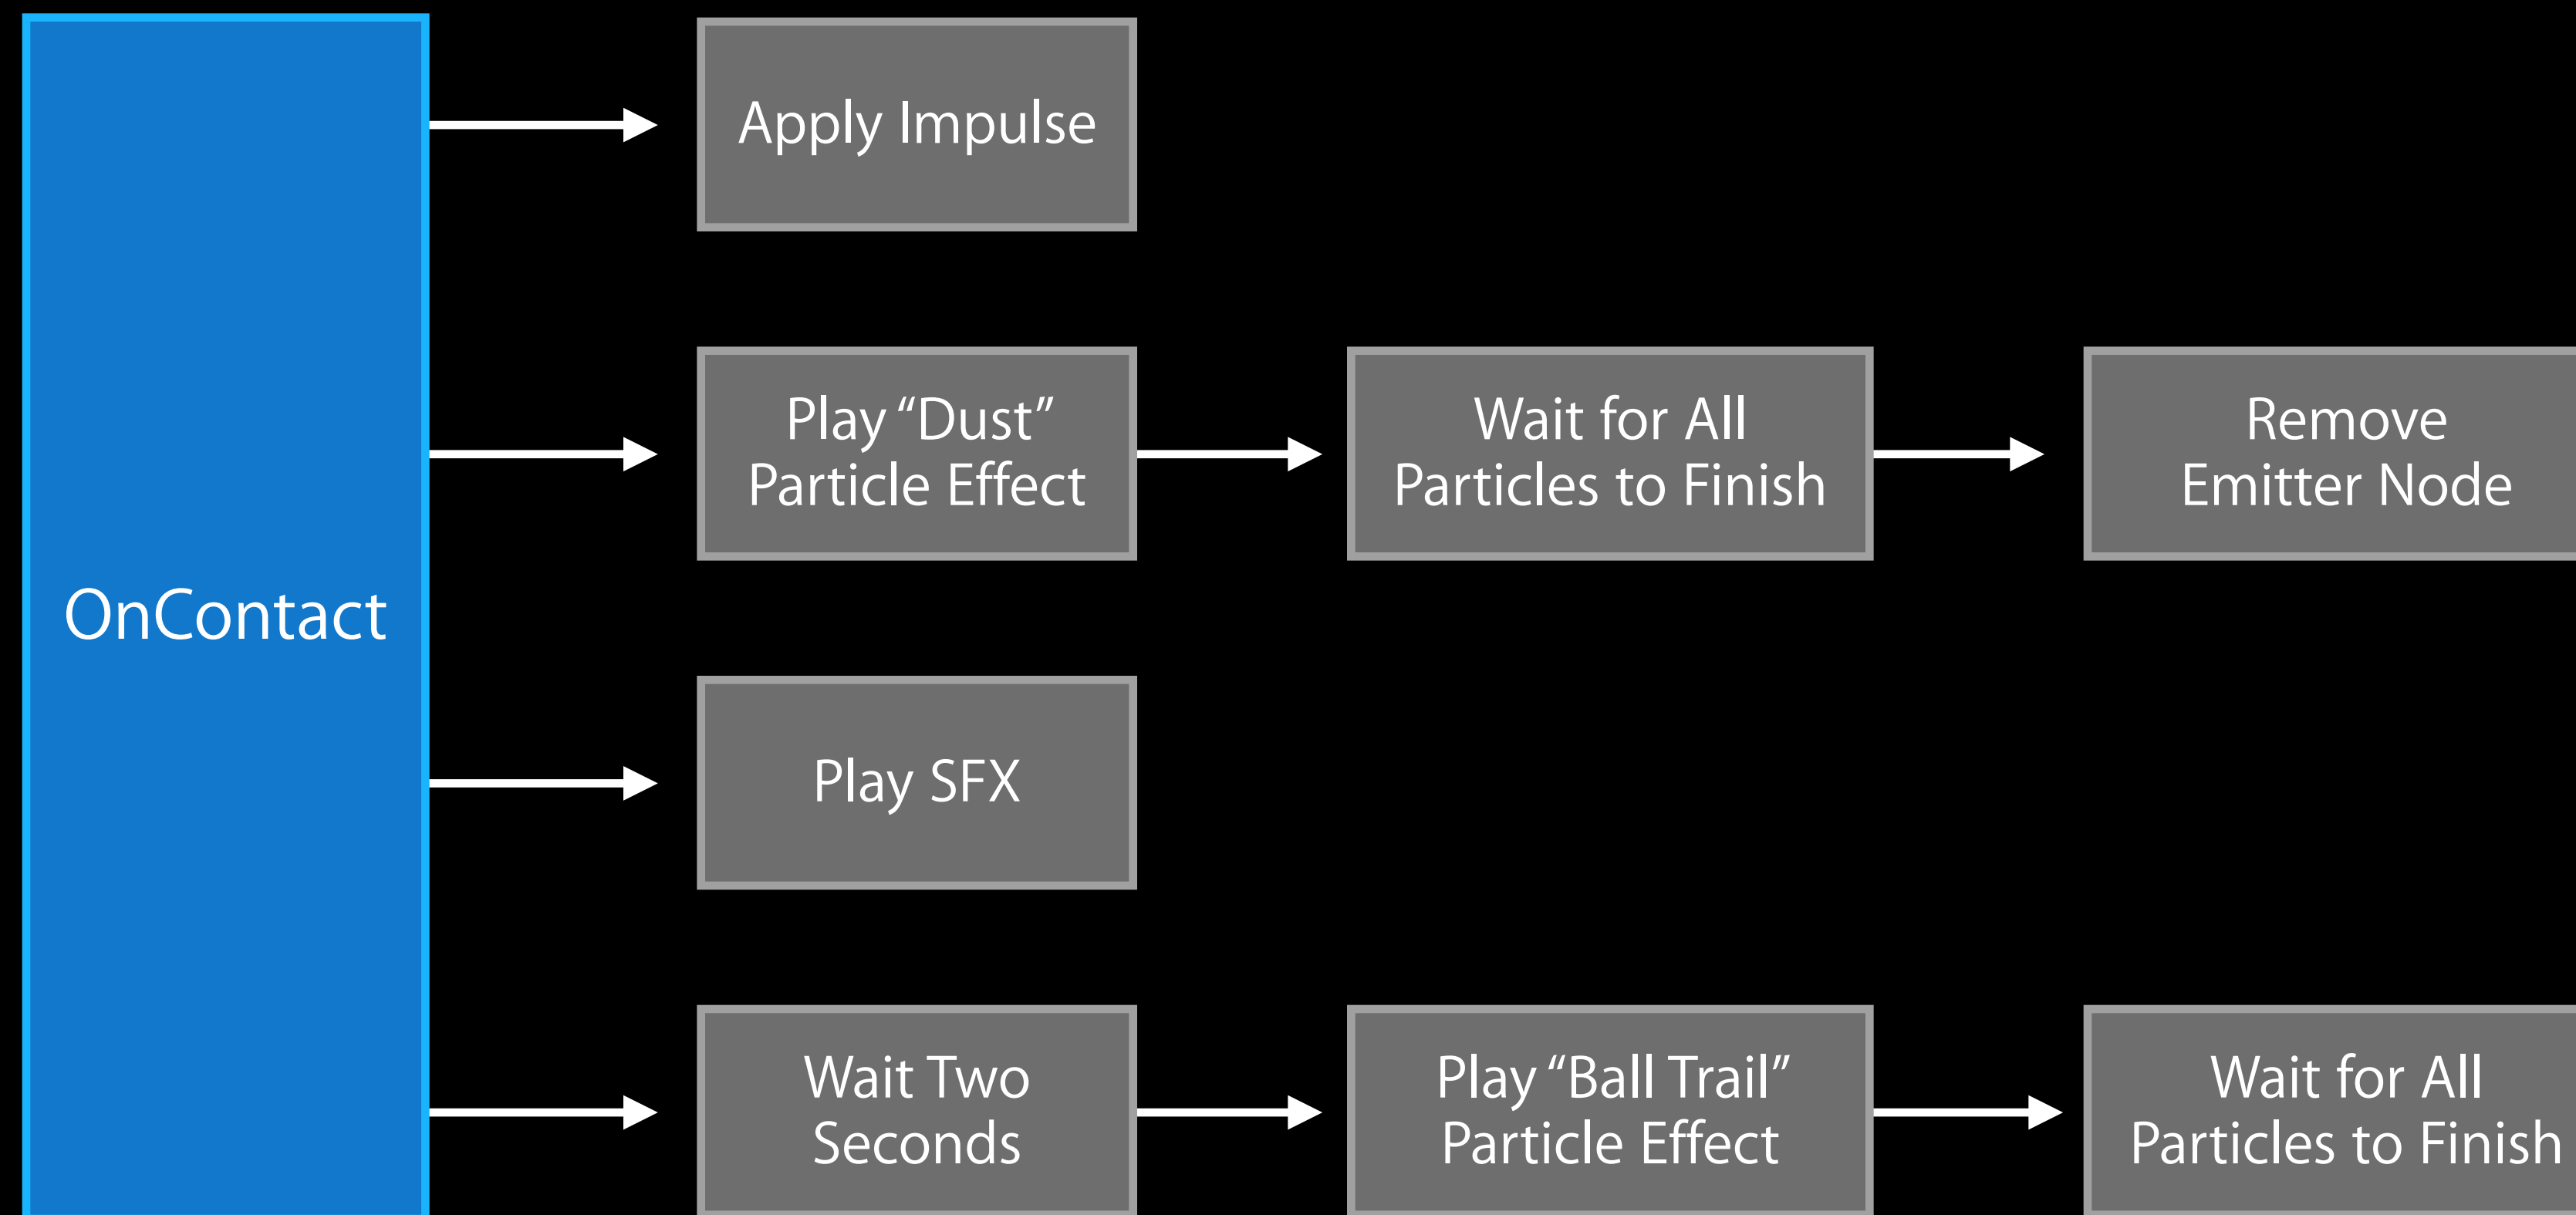 OnContact
Apply Impulse
Play “Dust”
Particle Effect
Wait for All
Particles to Finish
Remove
Emitter Node
Play SFX
Wait Two
Seconds
Play “Ball Trail”
Particle Effect
Wait for All
Particles to Finish